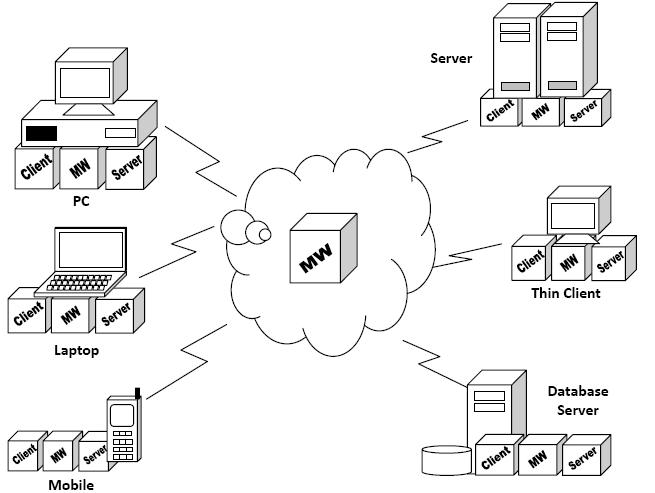 Server
Client MW Server
Client MW Server
PC
MW
Client MW Server
Thin Client
Client MW Server
Laptop
Database
Server
Client MW Server
Client MW Server
Mobile